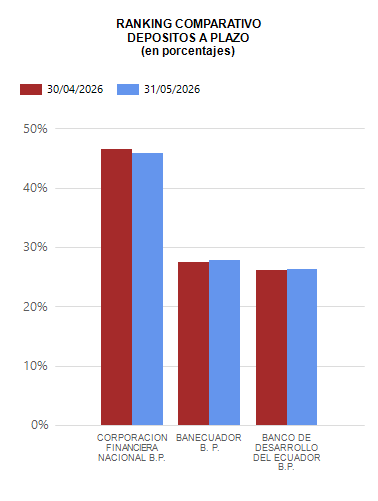 RANKING COMPARATIVO
DEPOSITOS A PLAZO
(en porcentajes)
30/04/2026
31/05/2026
50%
40%
30%
20%
10%
0%
CORPORACION
FINANCIERA
NACIONAL B.P.
BANECUADOR
B. P.
BANCO DE
DESARROLLO
DEL ECUADOR
B.P.